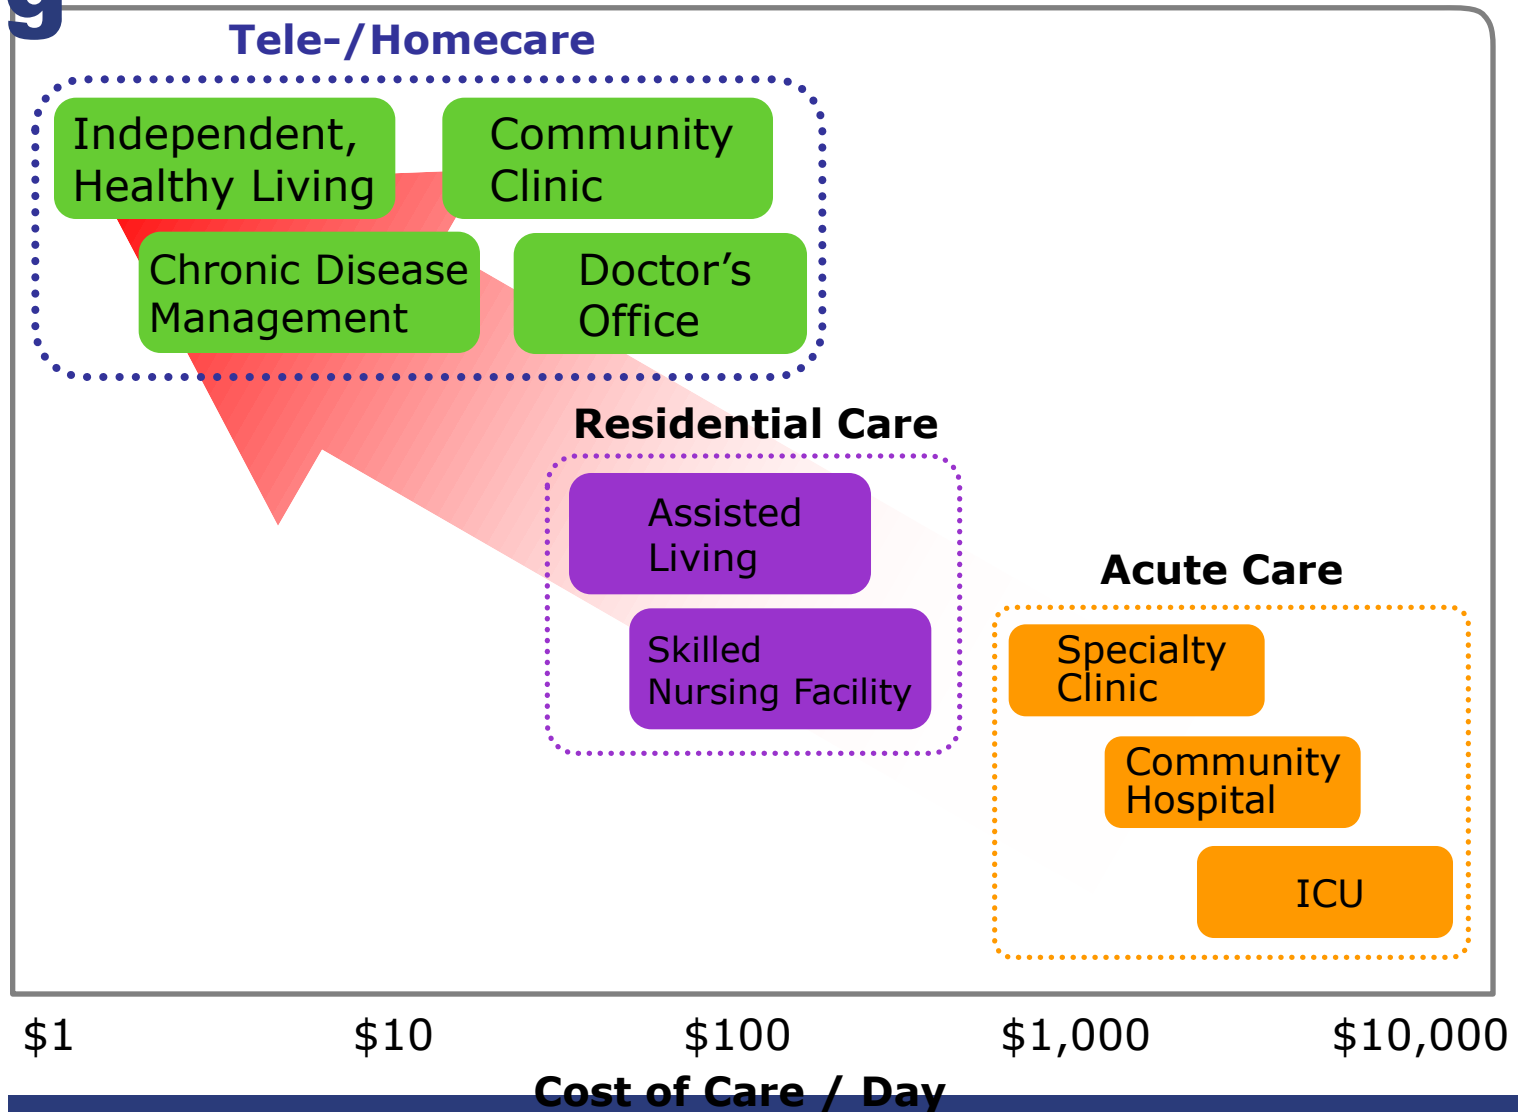 g
Tele-/Homecare
Independent,
Healthy Living
Community
Clinic
Chronic Disease
Management
Doctor’s
Office
Residential Care
Assisted
Living
Skilled
Nursing Facility
Acute Care
Specialty
Clinic
Community
Hospital
ICU
$1 $10 $100 $1,000 $10,000
Cost of Care / Day